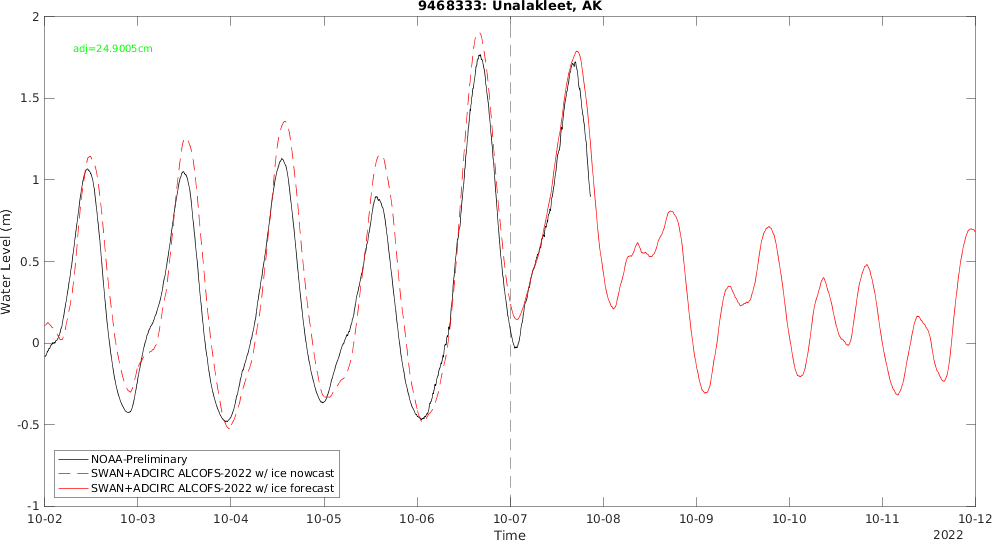 9468333: Unalakleet, AK
adj=24.9005cm
Water Level (m)
2
1.5
1
0.5
0
-0.5
-1
NOAA-Preliminary
SWAN+ADCIRC ALCOFS-2022 w/ ice nowcast
SWAN+ADCIRC ALCOFS-2022 w/ ice forecast
10-02 10-03 10-04 10-05 10-06 10-07 10-08 10-09 10-10 10-11 10-12
Time
2022